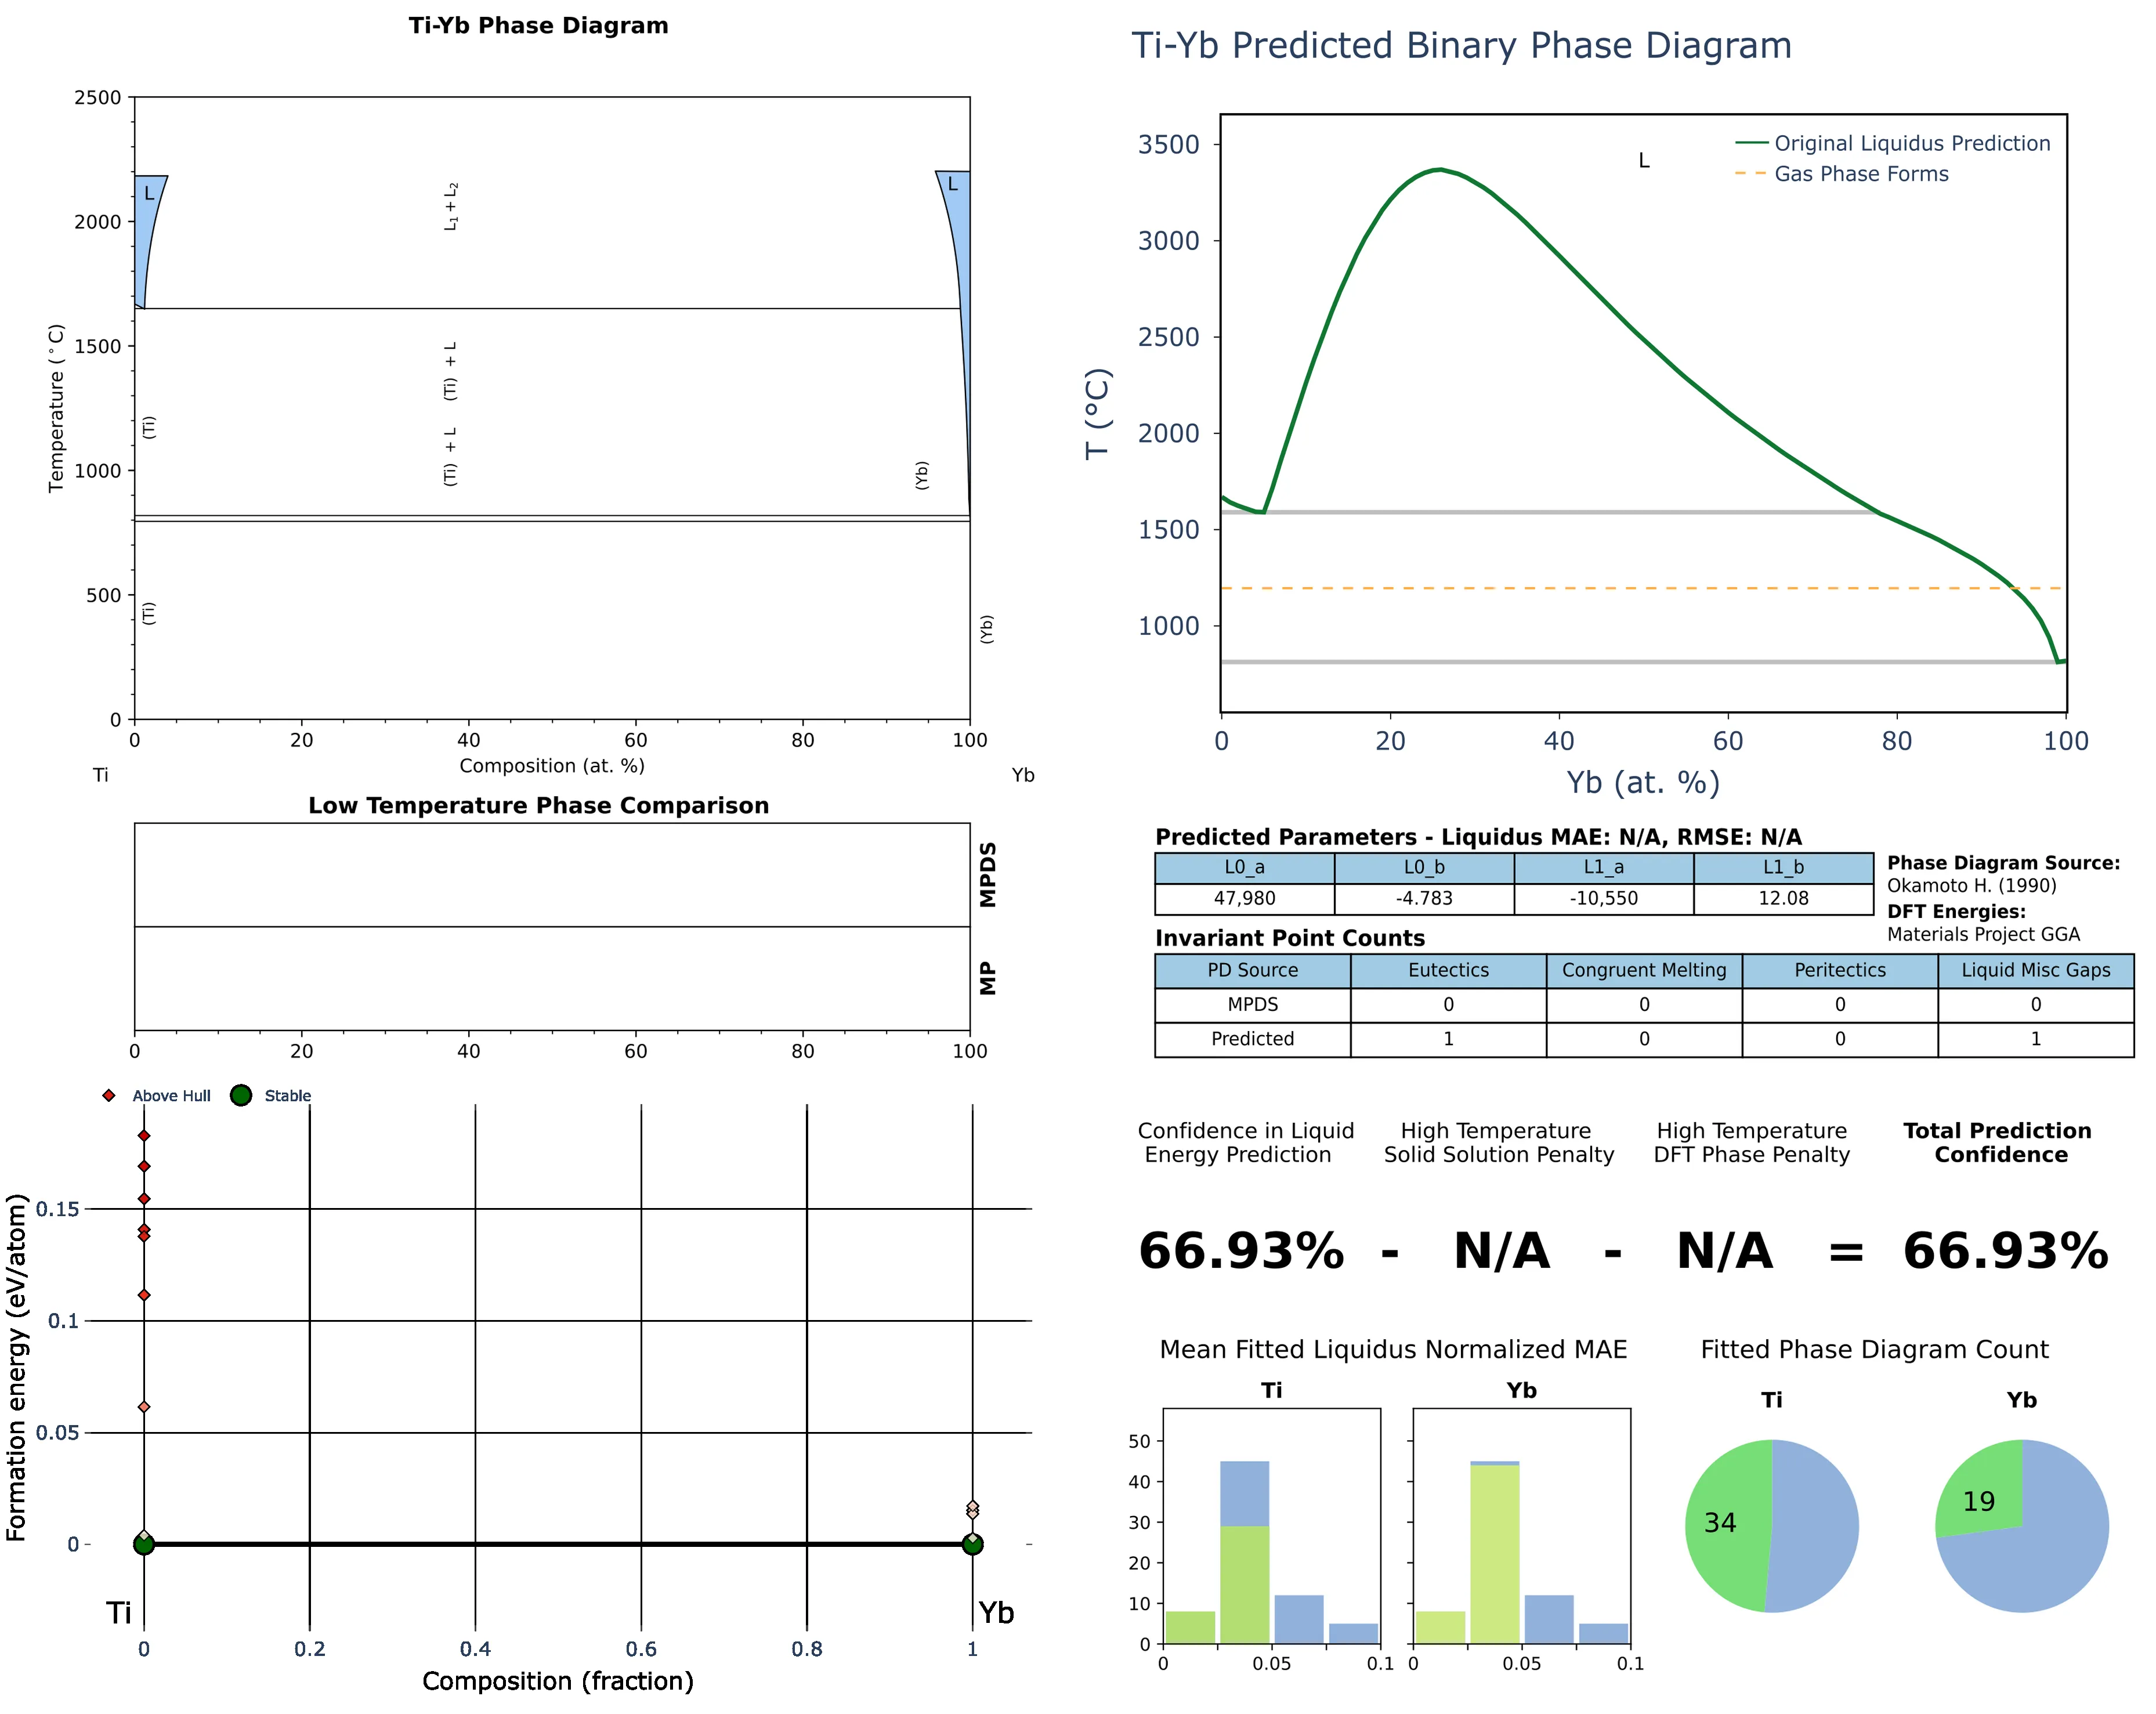 Ti-Yb Phase Diagram
2500
2000
1500
1000
500
0
Temperature (°C)
L
L
L₁ + L₂
(Ti) + L
(Ti) + L
(Ti)
(Yb)
(Ti)
(Yb)
0 20 40 60 80 100
Composition (at. %)
Ti Yb
Low Temperature Phase Comparison
MPDS
MP
0 20 40 60 80 100
Above Hull Stable
Formation energy (eV/atom)
0.15
0.1
0.05
0
Ti Yb
0 0.2 0.4 0.6 0.8 1
Composition (fraction)
Ti-Yb Predicted Binary Phase Diagram
L
Original Liquidus Prediction
Gas Phase Forms
3500
3000
2500
2000
1500
1000
T (°C)
0 20 40 60 80 100
Yb (at. %)
Predicted Parameters - Liquidus MAE: N/A, RMSE: N/A
L0_a L0_b L1_a L1_b
47,980 -4.783 -10,550 12.08
Phase Diagram Source:
Okamoto H. (1990)
DFT Energies:
Materials Project GGA
Invariant Point Counts
PD Source Eutectics Congruent Melting Peritectics Liquid Misc Gaps
MPDS 0 0 0 0
Predicted 1 0 0 1
Confidence in Liquid
Energy Prediction
High Temperature
Solid Solution Penalty
High Temperature
DFT Phase Penalty
Total Prediction
Confidence
66.93% - N/A - N/A = 66.93%
Mean Fitted Liquidus Normalized MAE
Ti Yb
50
40
30
20
10
0
0 0.05 0.1 0 0.05 0.1
Fitted Phase Diagram Count
Ti Yb
34 19